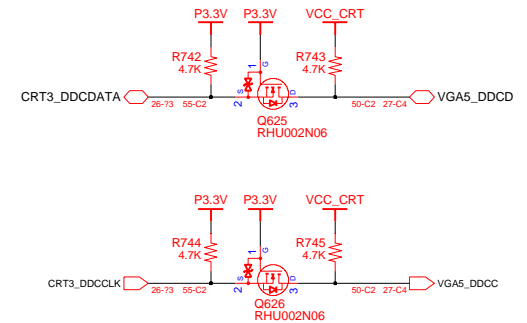 P3.3V P3.3V VCC_CRT
R742 4.7K
R743 4.7K
1 G
CRT3_DDCDATA 26-?3 55-C2 2 S D 3 50-C2 27-C4 VGA5_DDCD
Q625
RHU002N06
P3.3V P3.3V VCC_CRT
R744 4.7K
R745 4.7K
1 G
CRT3_DDCCLK 26-?3 55-C2 2 S D 3 50-C2 27-C4 VGA5_DDCC
Q626
RHU002N06